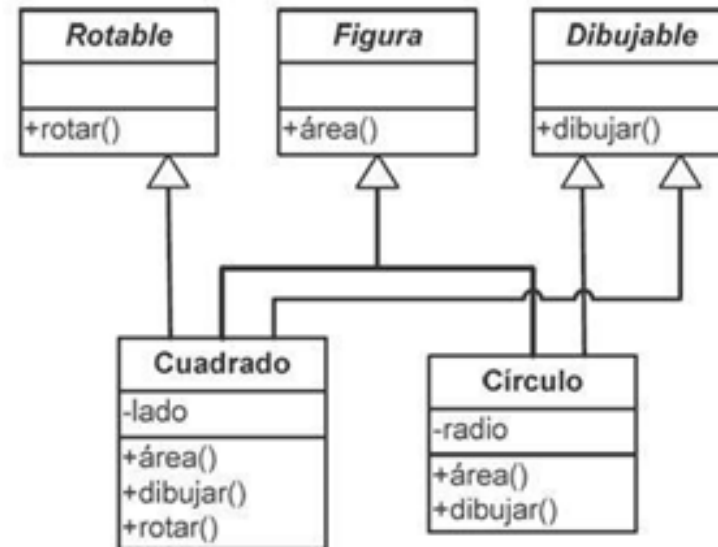 Rotable
+rotar()
Figura
+área()
Dibujable
+dibujar()
Cuadrado
-lado
+área()
+dibujar()
+rotar()
Círculo
-radio
+área()
+dibujar()